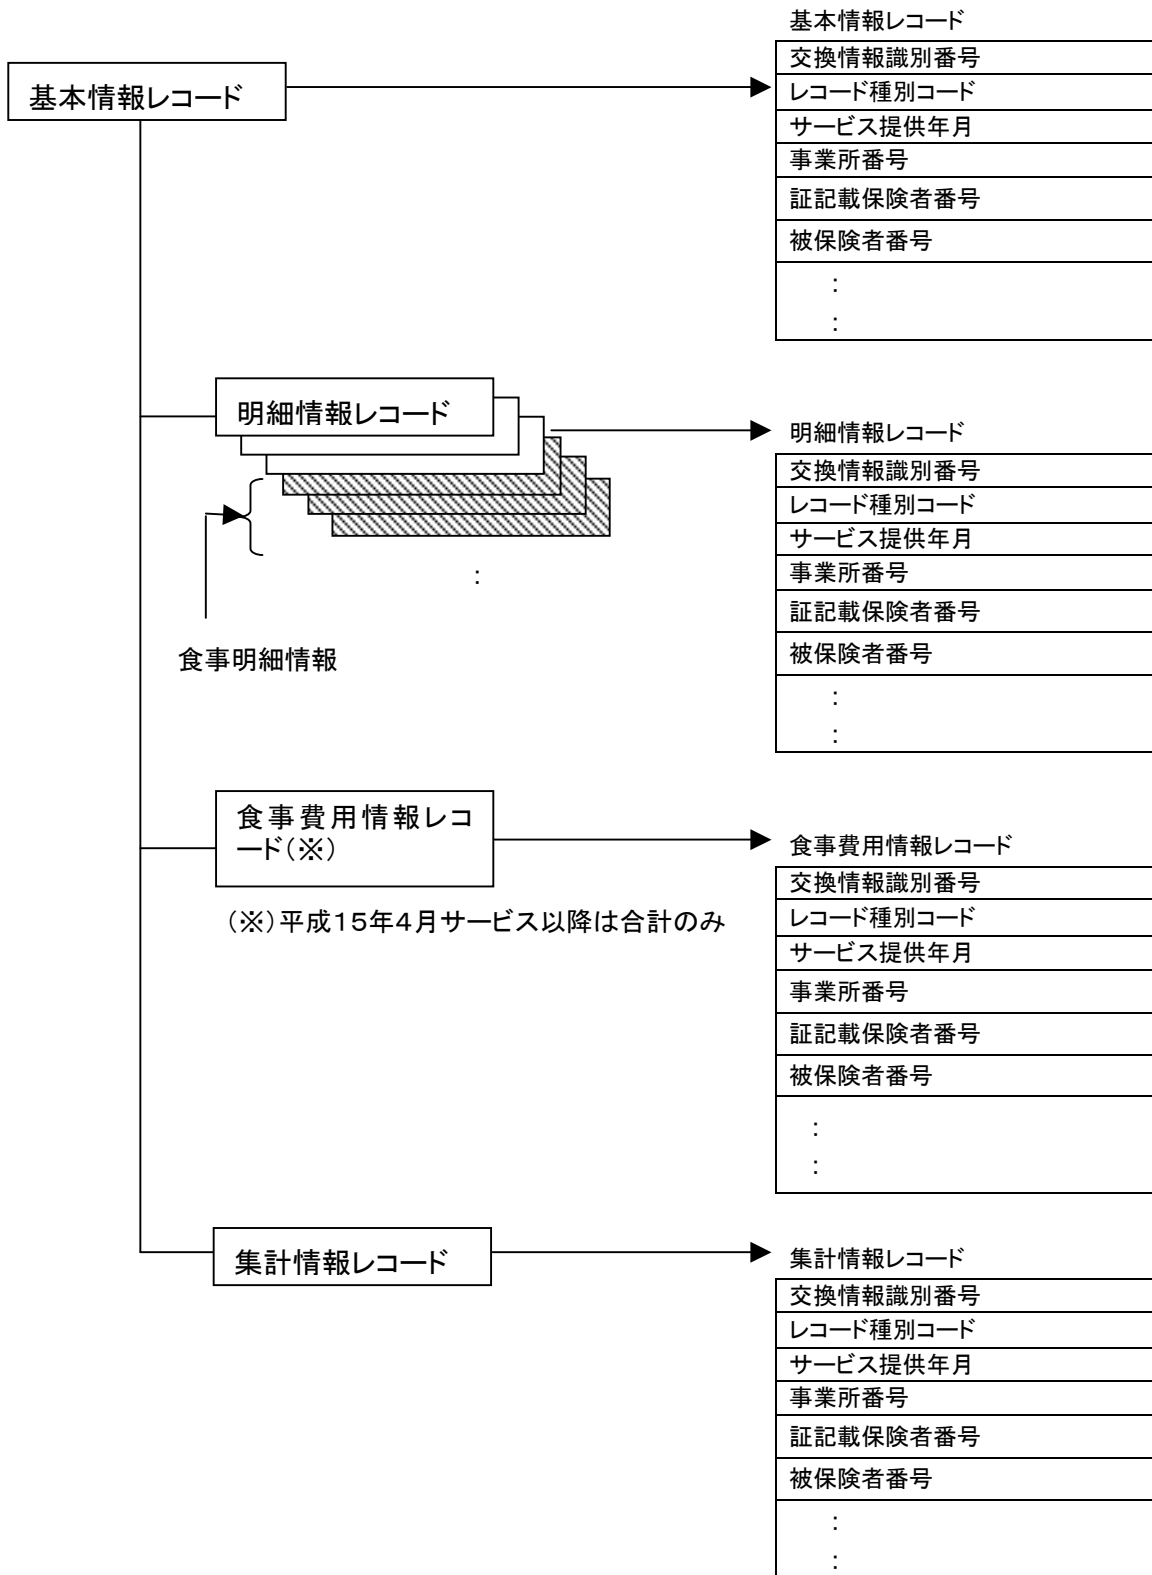 基本情報レコード
基本情報レコード
交換情報識別番号
レコード種別コード
サービス提供年月
事業所番号
証記載保険者番号
被保険者番号
:
:
明細情報レコード
:
食事明細情報
明細情報レコード
交換情報識別番号
レコード種別コード
サービス提供年月
事業所番号
証記載保険者番号
被保険者番号
:
:
食事費用情報レコ
ード(※)
(※)平成15年4月サービス以降は合計のみ
食事費用情報レコード
交換情報識別番号
レコード種別コード
サービス提供年月
事業所番号
証記載保険者番号
被保険者番号
:
:
集計情報レコード
集計情報レコード
交換情報識別番号
レコード種別コード
サービス提供年月
事業所番号
証記載保険者番号
被保険者番号
:
: